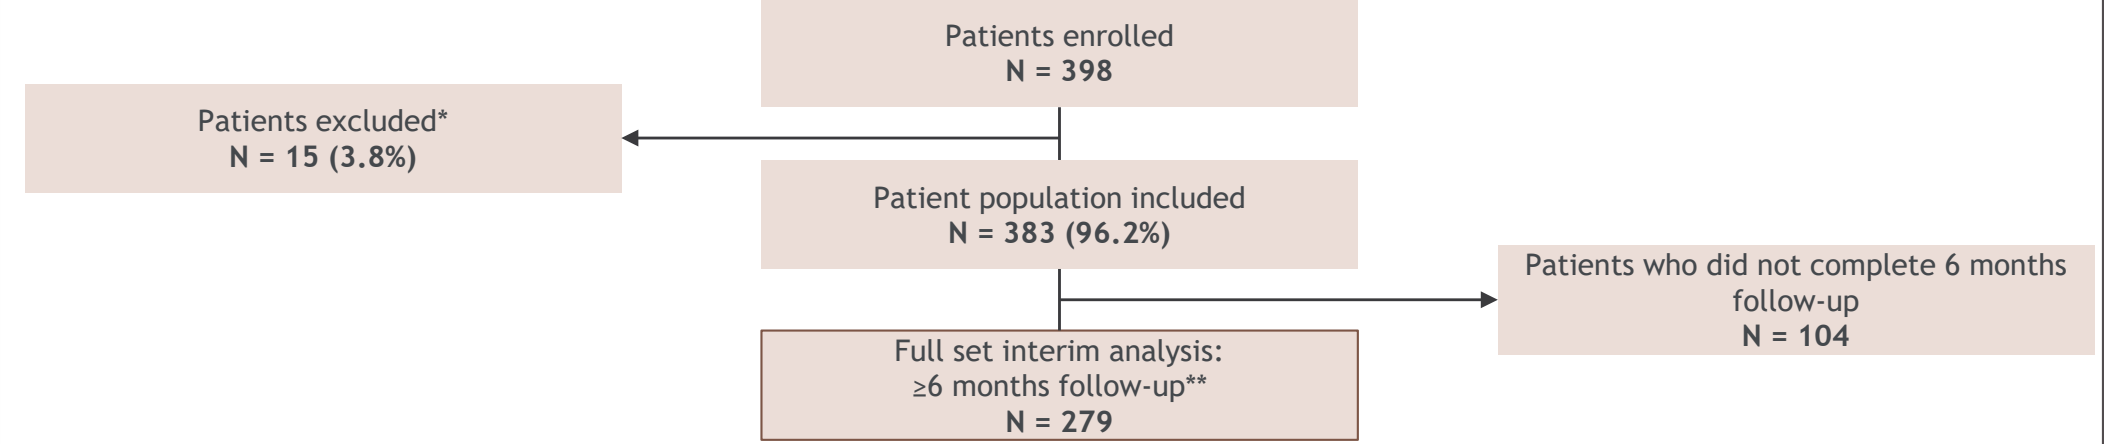 Patients enrolled
N = 398
Patients excluded*
N = 15 (3.8%)
Patient population included
N = 383 (96.2%)
Patients who did not complete 6 months
follow-up
N = 104
Full set interim analysis:
≥6 months follow-up**
N = 279